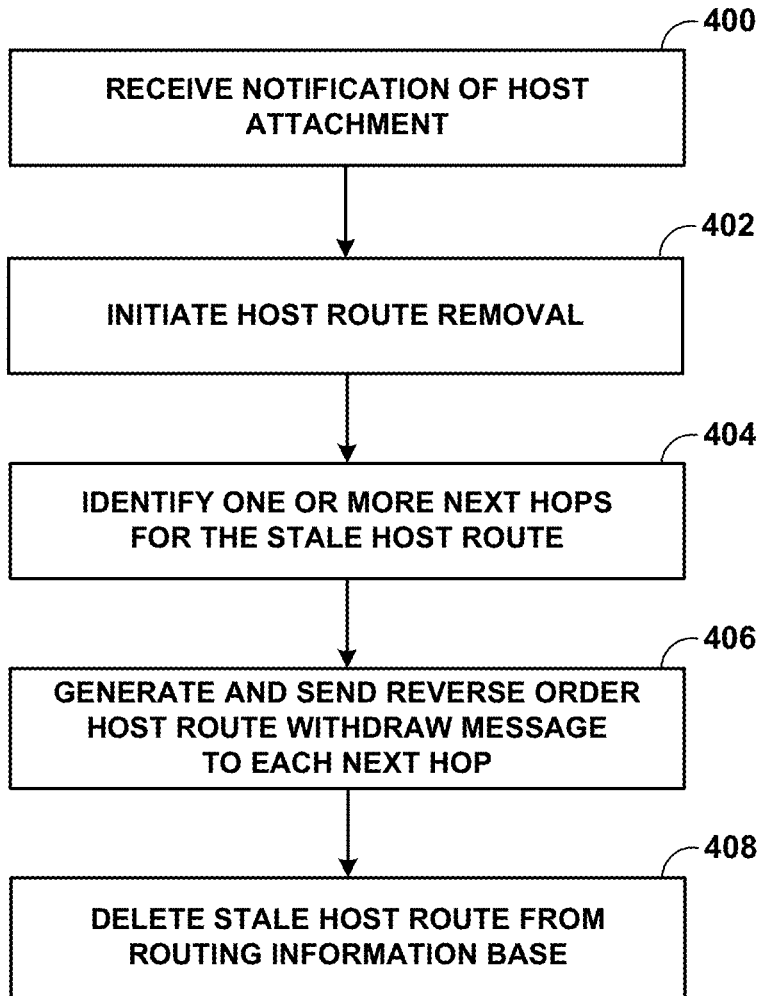 400
RECEIVE NOTIFICATION OF HOST
ATTACHMENT
402
INITIATE HOST ROUTE REMOVAL
404
IDENTIFY ONE OR MORE NEXT HOPS
FOR THE STALE HOST ROUTE
406
GENERATE AND SEND REVERSE ORDER
HOST ROUTE WITHDRAW MESSAGE
TO EACH NEXT HOP
408
DELETE STALE HOST ROUTE FROM
ROUTING INFORMATION BASE